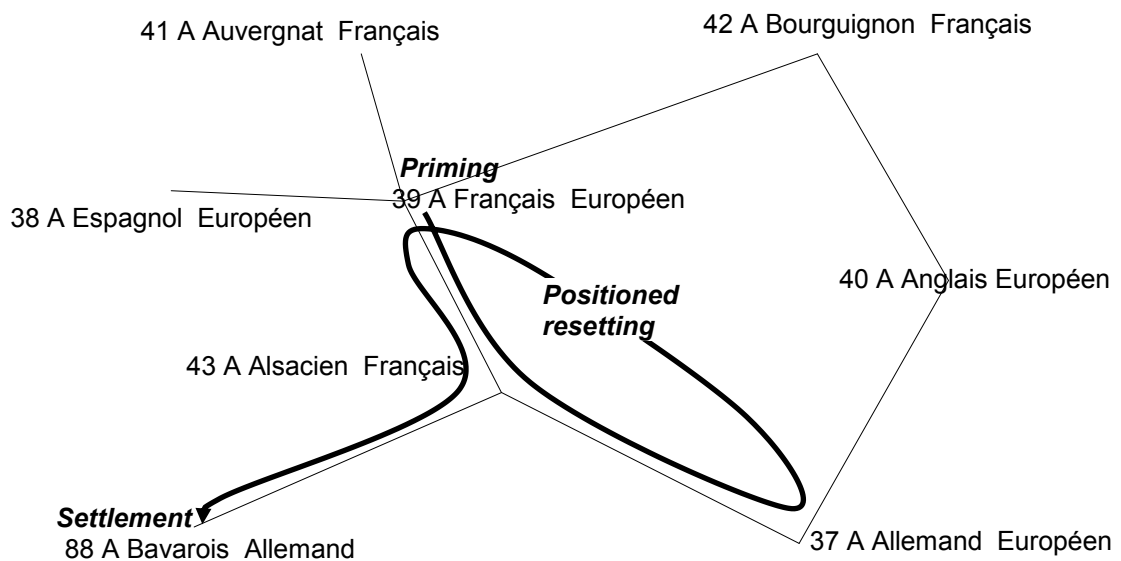 41 A Auvergnat Français
42 A Bourguignon Français
Priming
39 A Français Européen
38 A Espagnol Européen
40 A Anglais Européen
Positioned
resetting
43 A Alsacien Français
Settlement
88 A Bavarois Allemand
37 A Allemand Européen